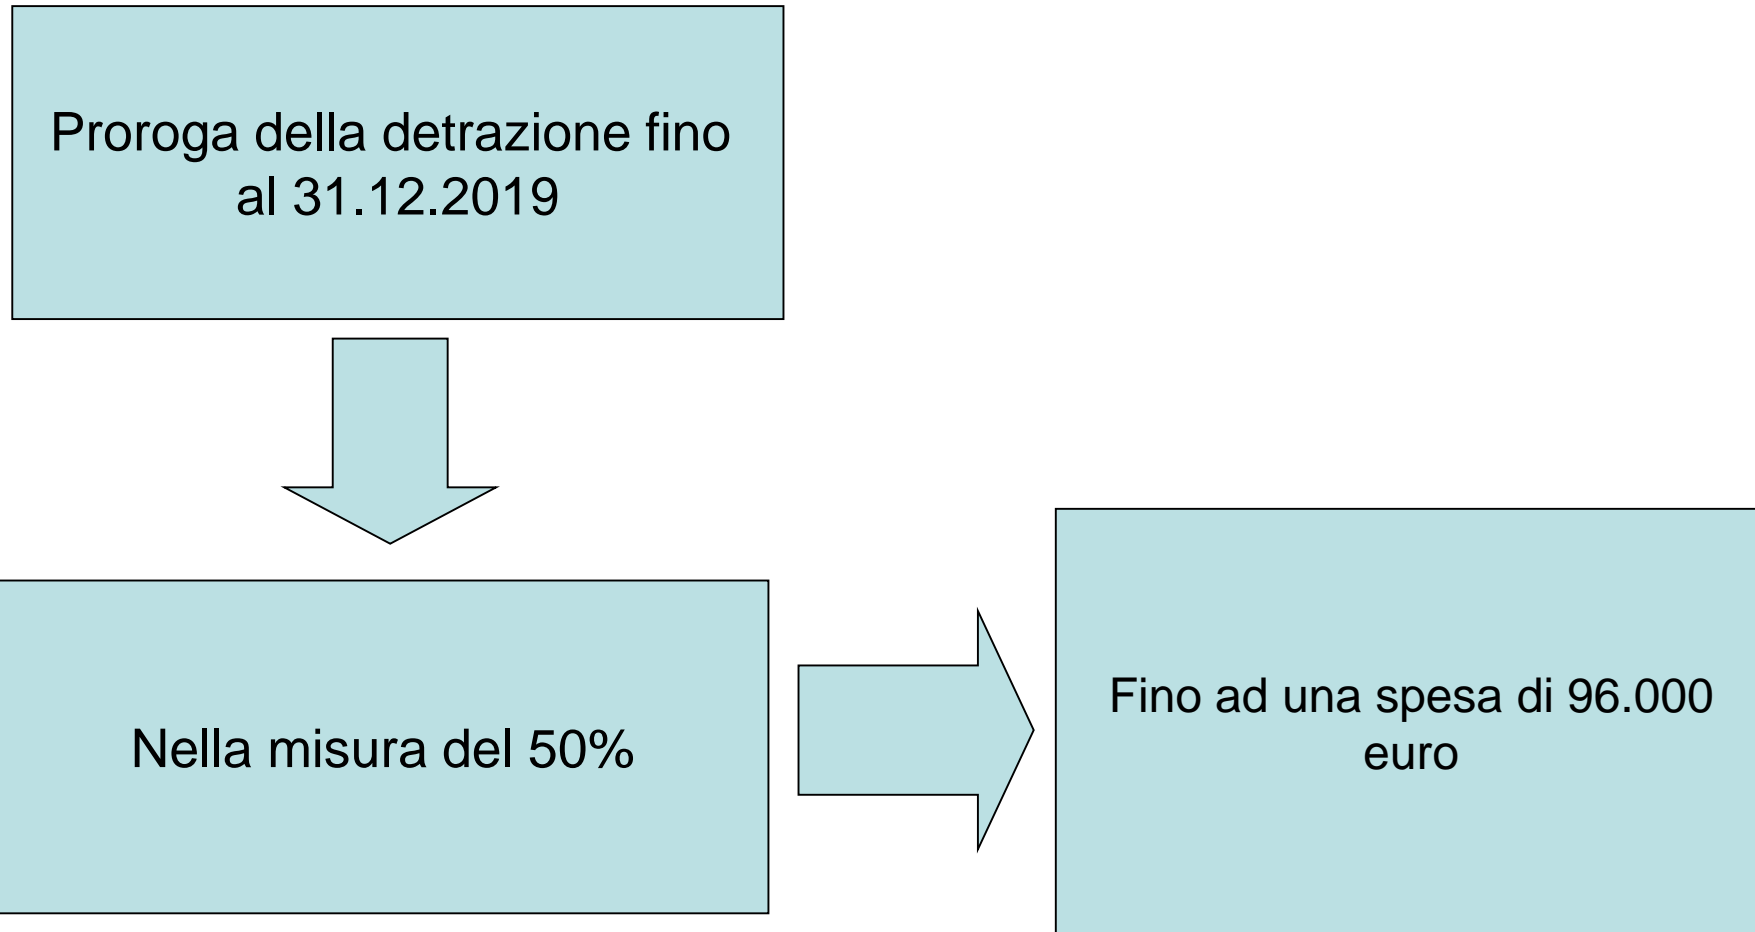 Proroga della detrazione fino
al 31.12.2019
Nella misura del 50%
Fino ad una spesa di 96.000
euro